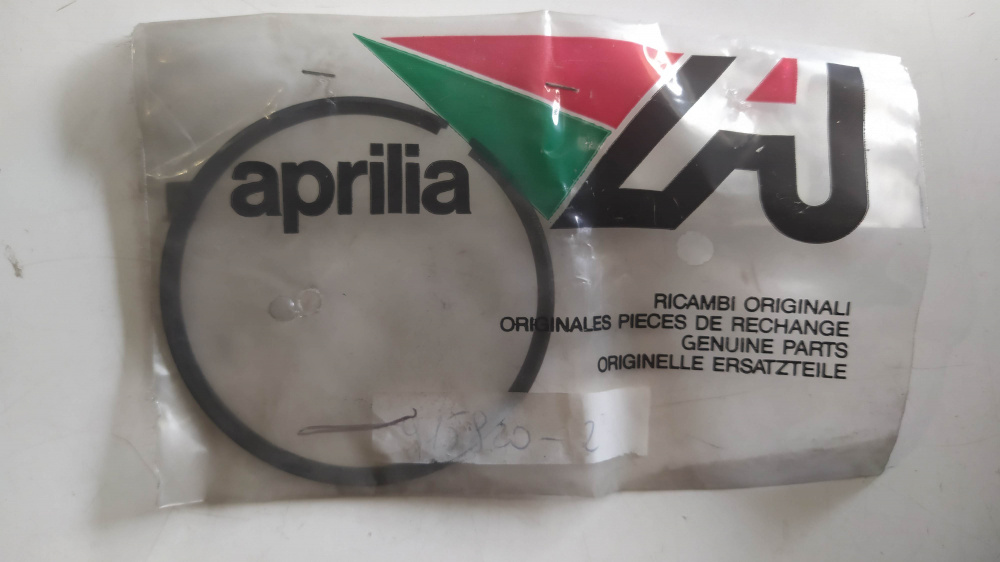 aprilia
RICAMBI ORIGINALI
ORIGINALES PIECES DE RECHANGE
GENUINE PARTS
ORIGINELLE ERSATZTEILE